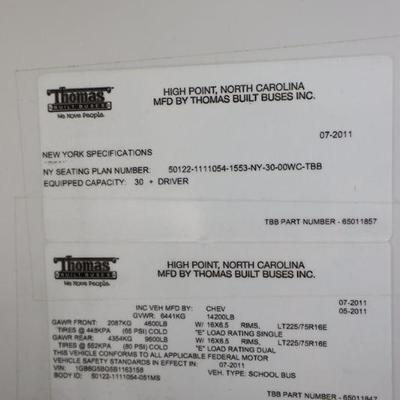 Thomas
BUILT BUSES
We Move People.
HIGH POINT, NORTH CAROLINA
MFD BY THOMAS BUILT BUSES INC.
07-2011
NEW YORK SPECIFICATIONS
NY SEATING PLAN NUMBER: 50122-1111054-1553-NY-30-00WC-TBB
EQUIPPED CAPACITY: 30 + DRIVER
TBB PART NUMBER - 65011857
Thomas
BUILT BUSES
We Move People.
HIGH POINT, NORTH CAROLINA
MFD BY THOMAS BUILT BUSES INC.
07-2011
INC VEH MFD BY: CHEV 05-2011
GVWR: 6441KG 14200LB
GAWR FRONT: 2087KG 4600LB W/ 16X6.5 RIMS, LT225/75R16E
TIRES @ 448KPA (65 PSI) COLD "E" LOAD RATING SINGLE
GAWR REAR: 4354KG 9600LB W/ 16X6.5 RIMS, LT225/75R16E
TIRES @ 552KPA (80 PSI) COLD "E" LOAD RATING DUAL
THIS VEHICLE CONFORMS TO ALL APPLICABLE FEDERAL MOTOR
VEHICLE SAFETY STANDARDS IN EFFECT IN: 07-2011
VIN: 1GB6G5BG5B1163158 VEH. TYPE: SCHOOL BUS
BODY ID: 50122-1111054-051MS
TBB PART NUMBER - 65011847